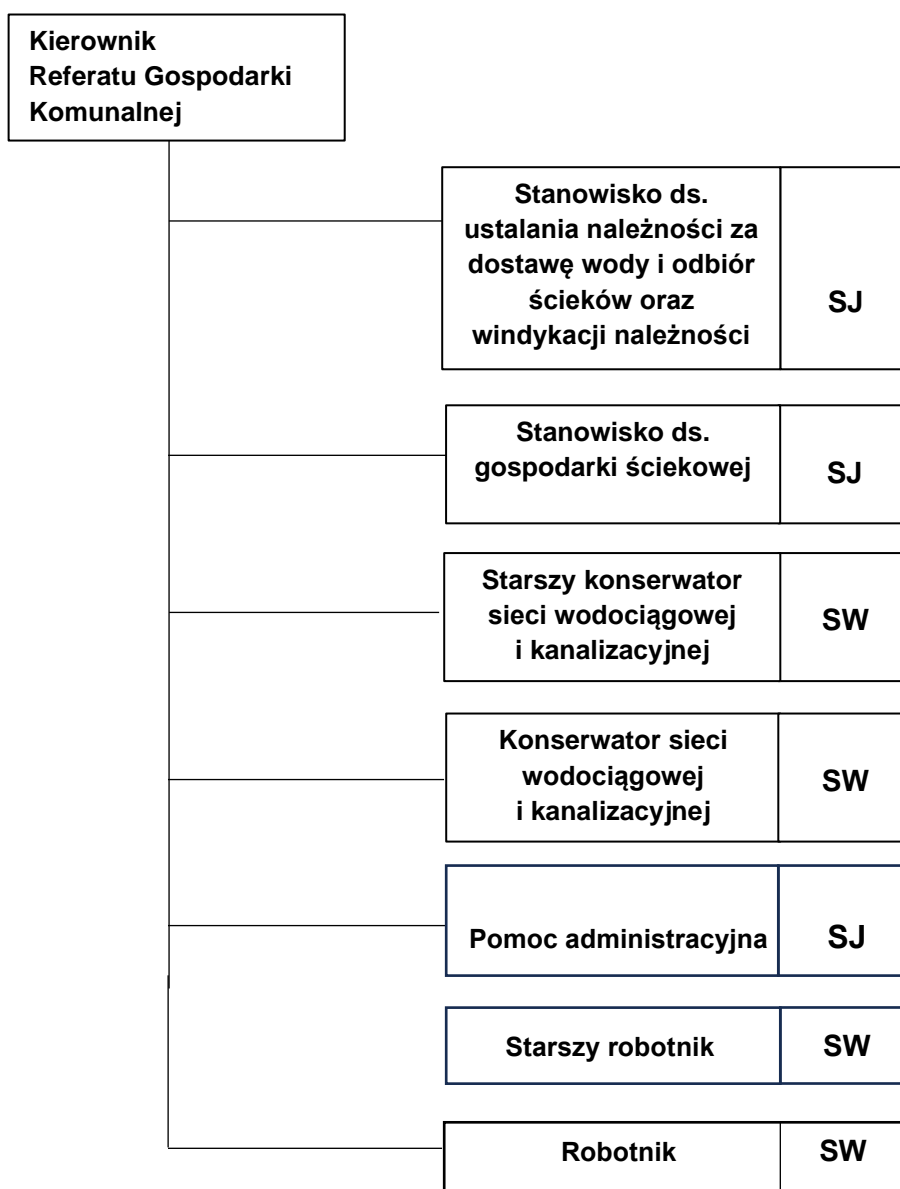 Kierownik
Referatu Gospodarki
Komunalnej
Stanowisko ds.
ustalania należności za
dostawę wody i odbiór
ścieków oraz
windykacji należności
SJ
Stanowisko ds.
gospodarki ściekowej
SJ
Starszy konserwator
sieci wodociągowej
i kanalizacyjnej
SW
Konserwator sieci
wodociągowej
i kanalizacyjnej
SW
Pomoc administracyjna
SJ
Starszy robotnik
SW
Robotnik
SW